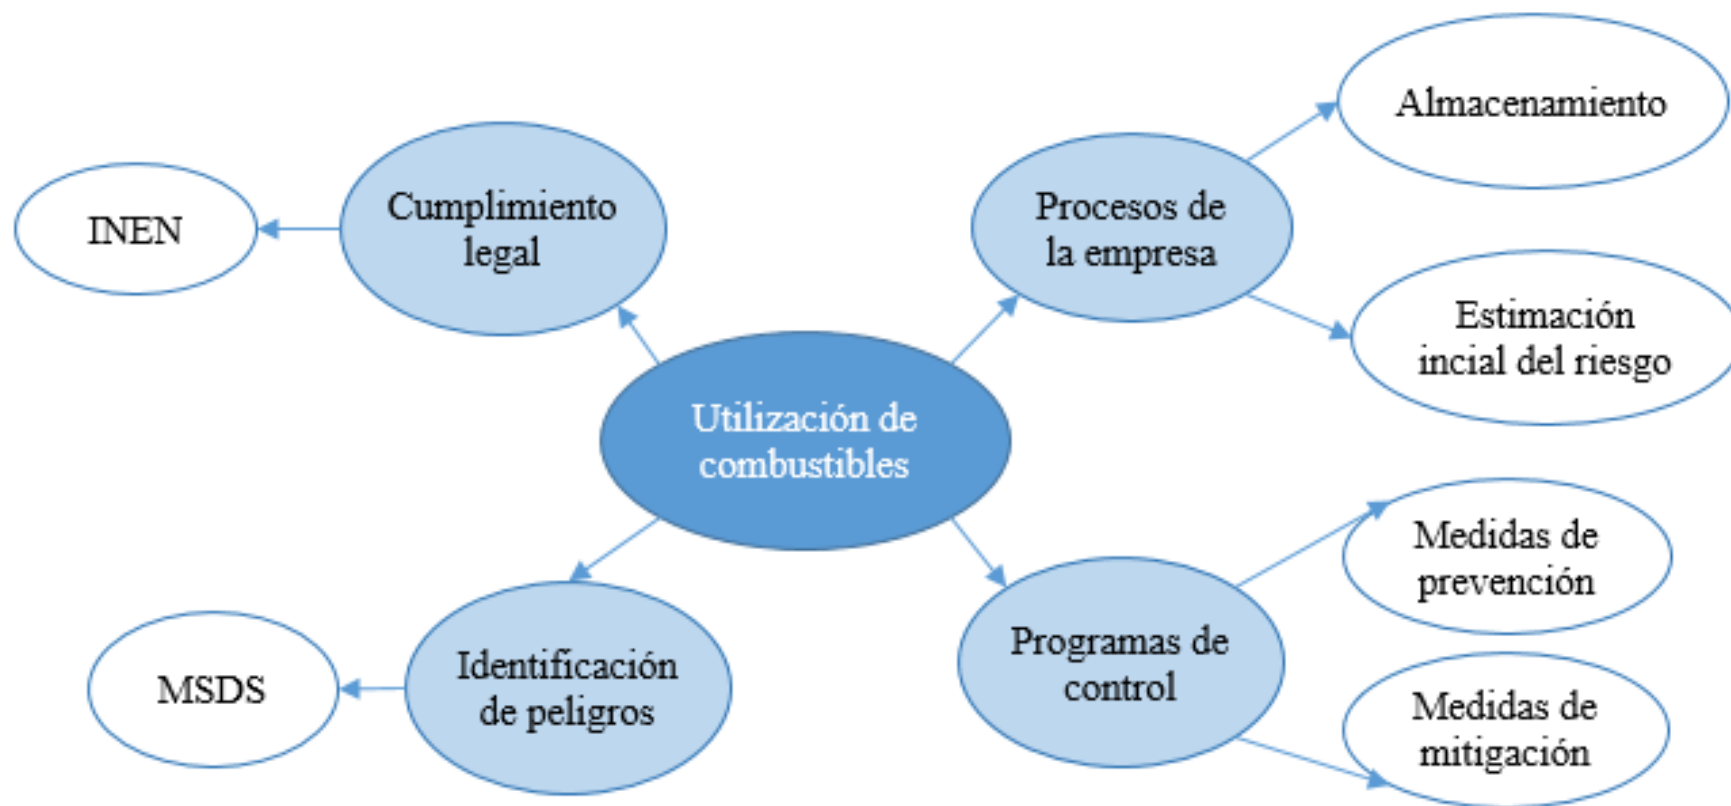 Almacenamiento
Cumplimiento
legal
Procesos de
la empresa
INEN
Estimación
incial del riesgo
Utilización de
combustibles
Medidas de
prevención
Programas de
control
Identificación
de peligros
MSDS
Medidas de
mitigación